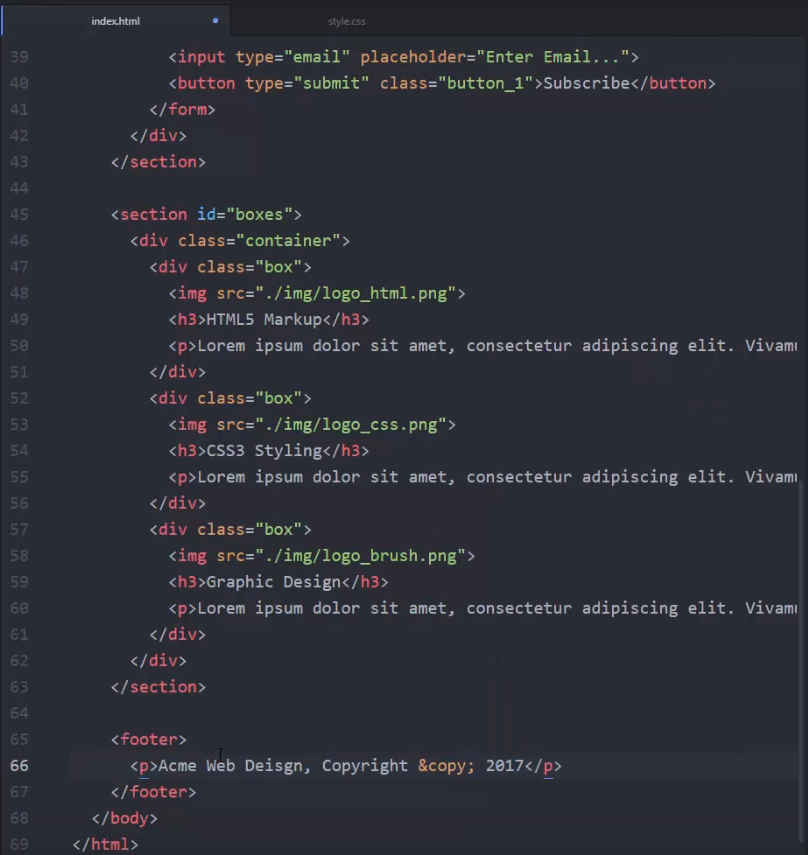 index.html
style.css
39 <input type="email" placeholder="Enter Email...">
40 <button type="submit" class="button_1">Subscribe</button>
41 </form>
42 </div>
43 </section>
44
45 <section id="boxes">
46 <div class="container">
47 <div class="box">
48 <img src="./img/logo_html.png">
49 <h3>HTML5 Markup</h3>
50 <p>Lorem ipsum dolor sit amet, consectetur adipiscing elit. Vivamu
51 </div>
52 <div class="box">
53 <img src="./img/logo_css.png">
54 <h3>CSS3 Styling</h3>
55 <p>Lorem ipsum dolor sit amet, consectetur adipiscing elit. Vivamu
56 </div>
57 <div class="box">
58 <img src="./img/logo_brush.png">
59 <h3>Graphic Design</h3>
60 <p>Lorem ipsum dolor sit amet, consectetur adipiscing elit. Vivamu
61 </div>
62 </div>
63 </section>
64
65 <footer>
66 <p>Acme Web Deisgn, Copyright &copy; 2017</p>
67 </footer>
68 </body>
69 </html>